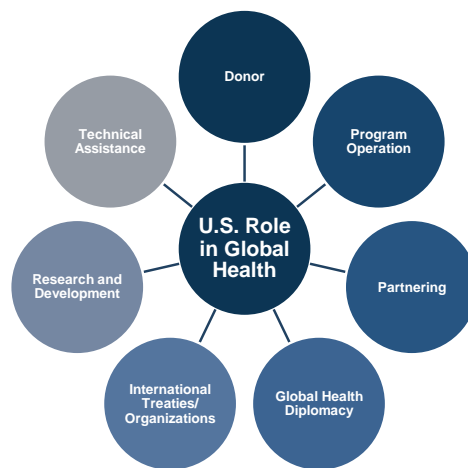 Donor
Program
Operation
Partnering
Global Health
Diplomacy
International
Treaties/
Organizations
Research and
Development
Technical
Assistance
U.S. Role
in Global
Health